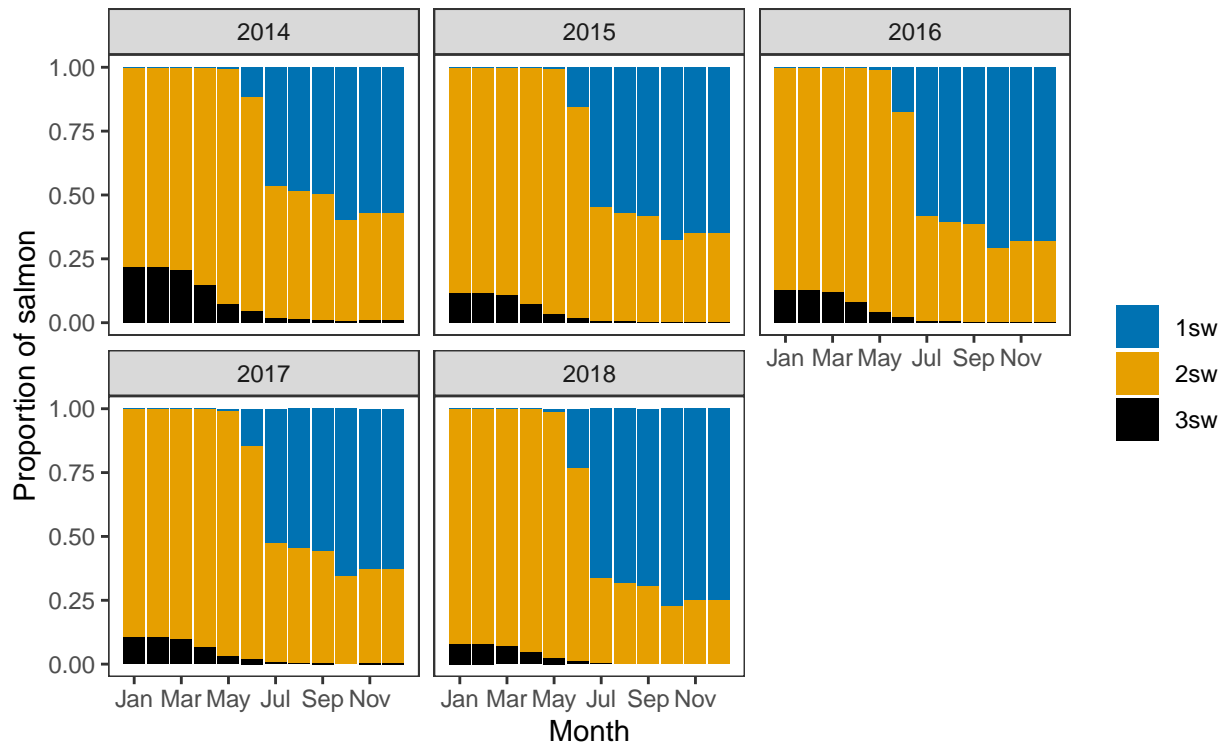 2014
2015
2016
1.00
0.75
0.50
0.25
0.00
Jan Mar May Jul Sep Nov
2017
2018
1.00
0.75
0.50
0.25
0.00
Jan Mar May Jul Sep Nov
Jan Mar May Jul Sep Nov
Proportion of salmon
Month
1sw
2sw
3sw